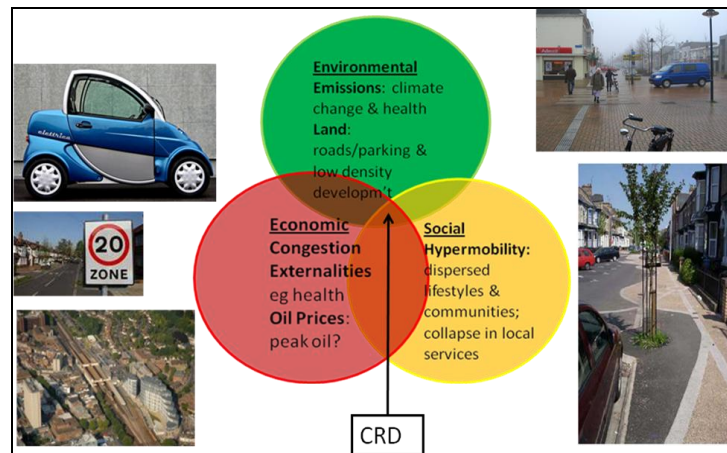 Environmental
Emissions: climate
change & health
Land:
roads/parking &
low density
developm't
Economic
Congestion
Externalities
eg health
Oil Prices:
peak oil?
Social
Hypermobility:
dispersed
lifestyles &
communities;
collapse in local
services
CRD
elettrica
20
ZONE